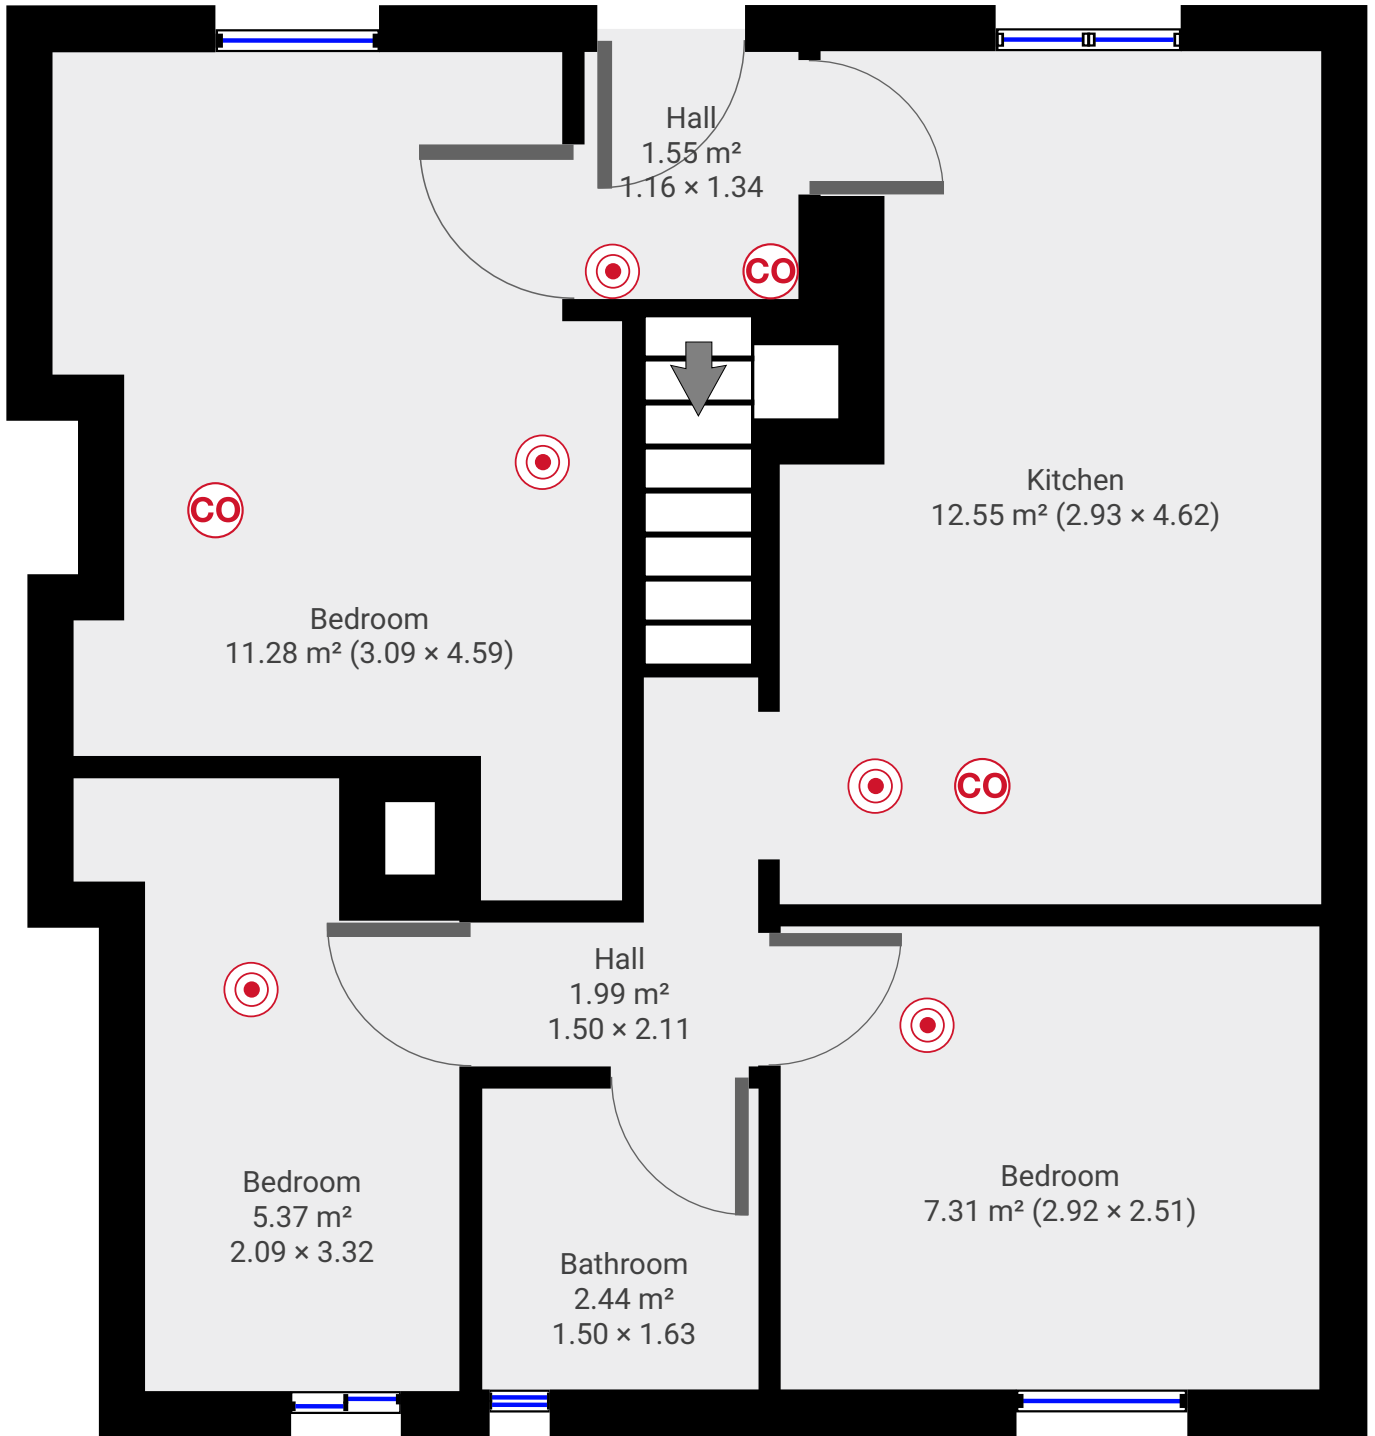 Hall
1.55 m²
1.16 × 1.34
CO
CO
Kitchen
12.55 m² (2.93 × 4.62)
Bedroom
11.28 m² (3.09 × 4.59)
CO
Hall
1.99 m²
1.50 × 2.11
Bedroom
5.37 m²
2.09 × 3.32
Bedroom
7.31 m² (2.92 × 2.51)
Bathroom
2.44 m²
1.50 × 1.63